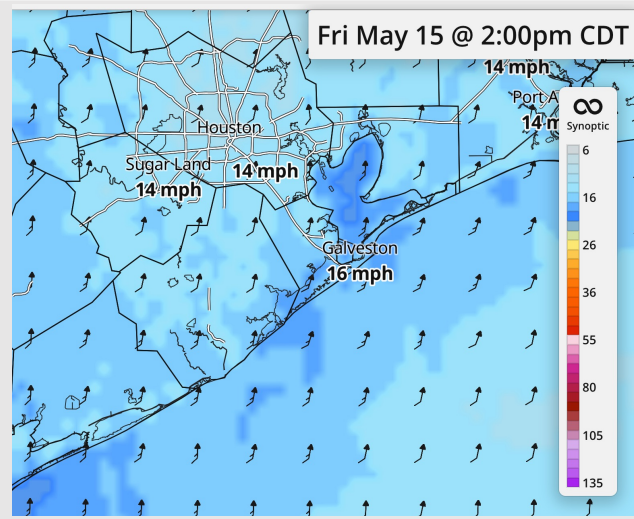 Fri May 15 @ 2:00pm CDT
14 mph
Port A
14 m
Synoptic
Houston
Sugar Land
14 mph
14 mph
Galveston
16 mph
6
16
26
36
55
80
105
135